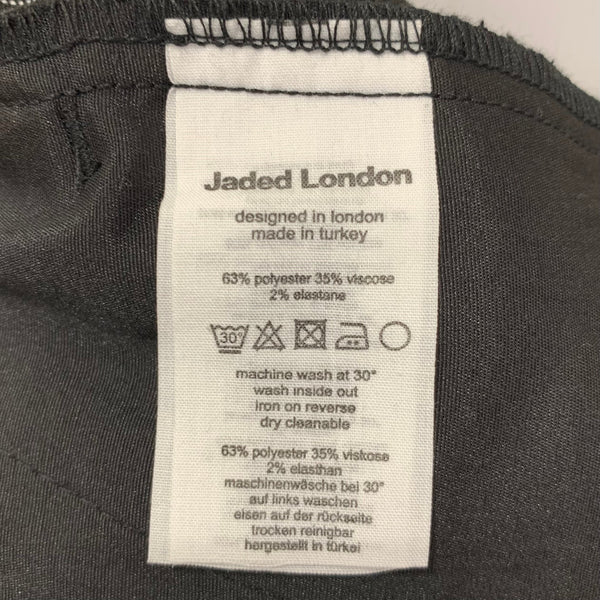 Jaded London
designed in london
made in turkey
63% polyester 35% viscose
2% elastane
30°
machine wash at 30°
wash inside out
iron on reverse
dry cleanable
63% polyester 35% viskose
2% elasthan
maschinenwäsche bei 30°
auf links waschen
eisen auf der rückseite
trocken reinigbar
hergestellt in türkei